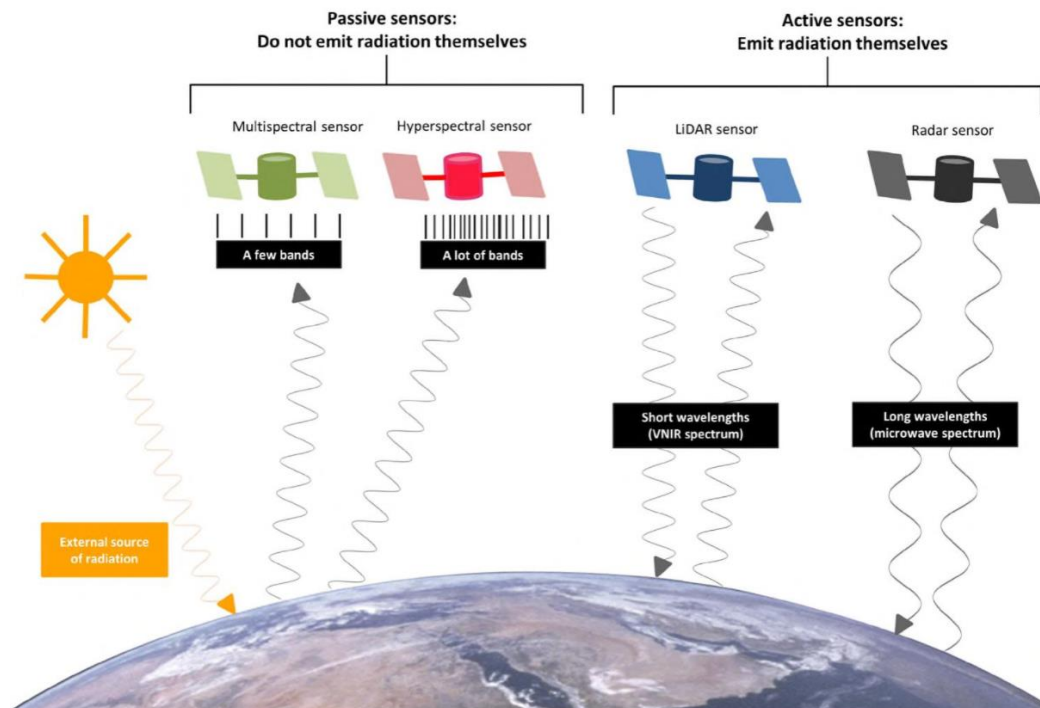 Passive sensors:
Do not emit radiation themselves
Active sensors:
Emit radiation themselves
Multispectral sensor
Hyperspectral sensor
LiDAR sensor
Radar sensor
A few bands
A lot of bands
Short wavelengths
(VNIR spectrum)
Long wavelengths
(microwave spectrum)
External source
of radiation